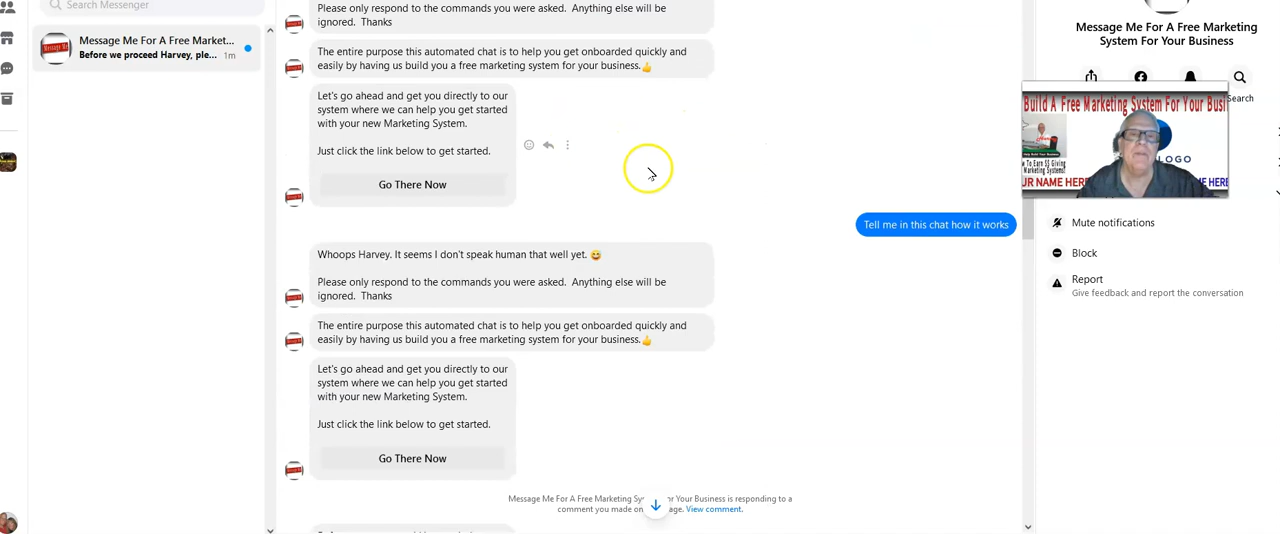 Search Messenger
Message Me For A Free Market...
Before we proceed Harvey, ple...
1m
Please only respond to the commands you were asked. Anything else will be
ignored. Thanks
The entire purpose this automated chat is to help you get onboarded quickly and
easily by having us build you a free marketing system for your business.👍
Let's go ahead and get you directly to our
system where we can help you get started
with your new Marketing System.
Just click the link below to get started.
Go There Now
Tell me in this chat how it works
Whoops Harvey. It seems I don't speak human that well yet. 😅
Please only respond to the commands you were asked. Anything else will be
ignored. Thanks
The entire purpose this automated chat is to help you get onboarded quickly and
easily by having us build you a free marketing system for your business.👍
Let's go ahead and get you directly to our
system where we can help you get started
with your new Marketing System.
Just click the link below to get started.
Go There Now
Message Me For A Free Marketing Your Business is responding to a
comment you made on View comment.
Message Me For A Free Marketing
System For Your Business
Search
Build A Free Marketing System For Your Busi
Help Build Your Business
How To Earn $$ Giving
Marketing Systems!
LOGO
UR NAME HERE
ME HERE
Mute notifications
Block
Report
Give feedback and report the conversation